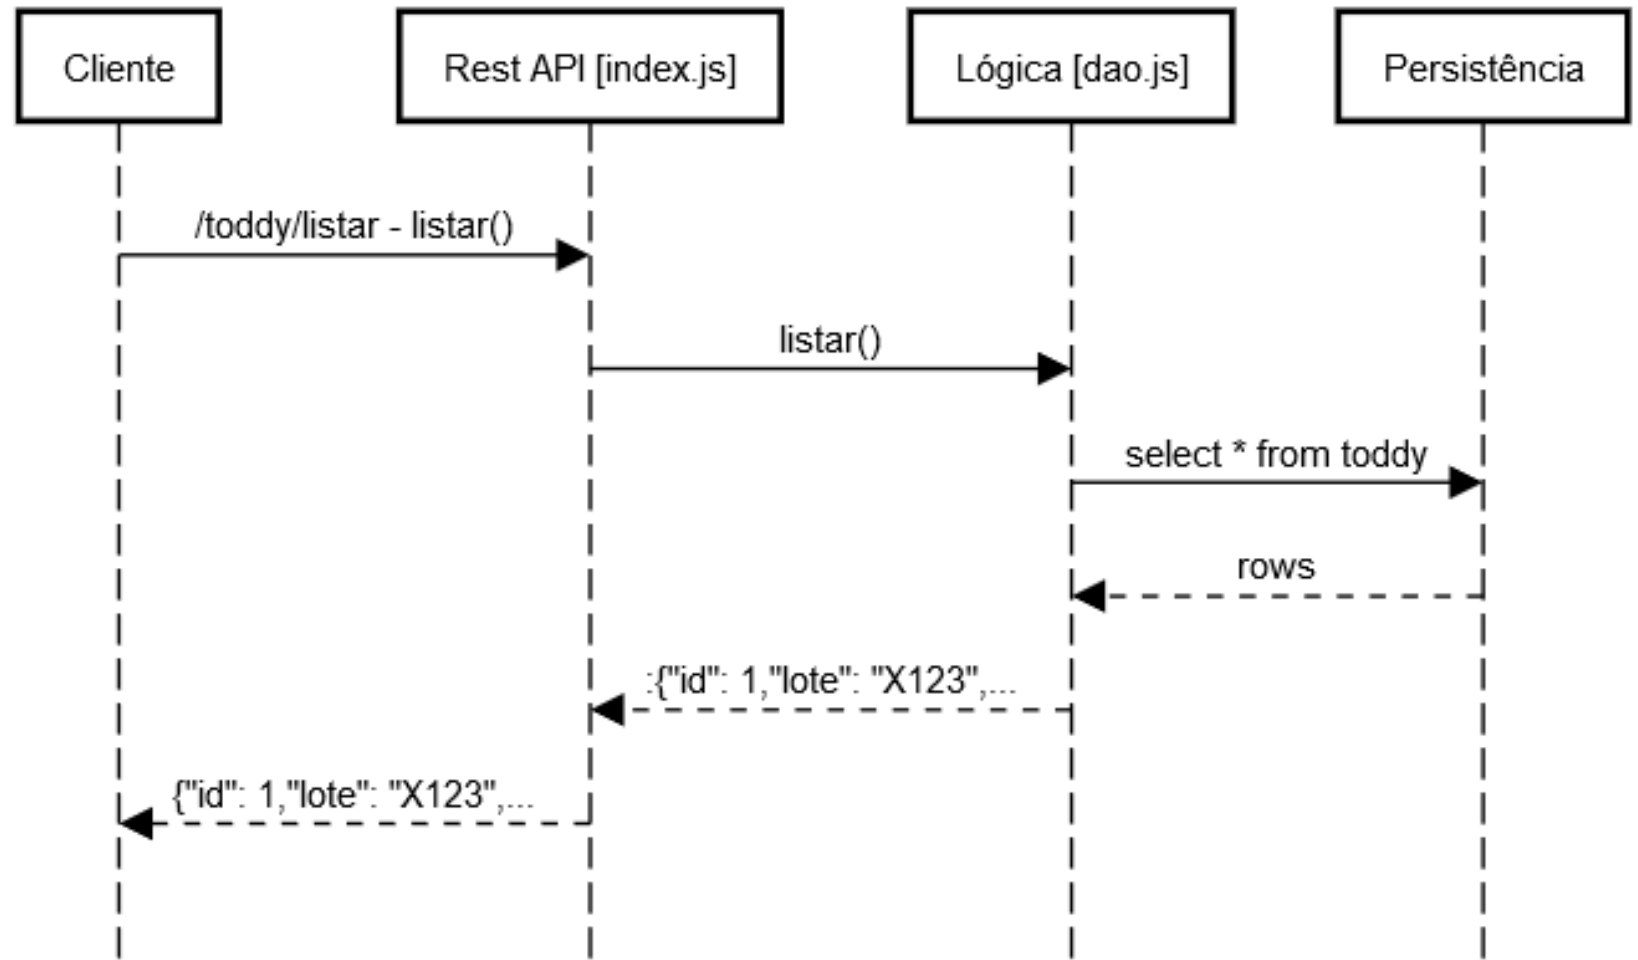 Cliente
Rest API [index.js]
Lógica [dao.js]
Persistência
/toddy/listar - listar()
listar()
select * from toddy
rows
:{"id": 1,"lote": "X123",...
{"id": 1,"lote": "X123",...